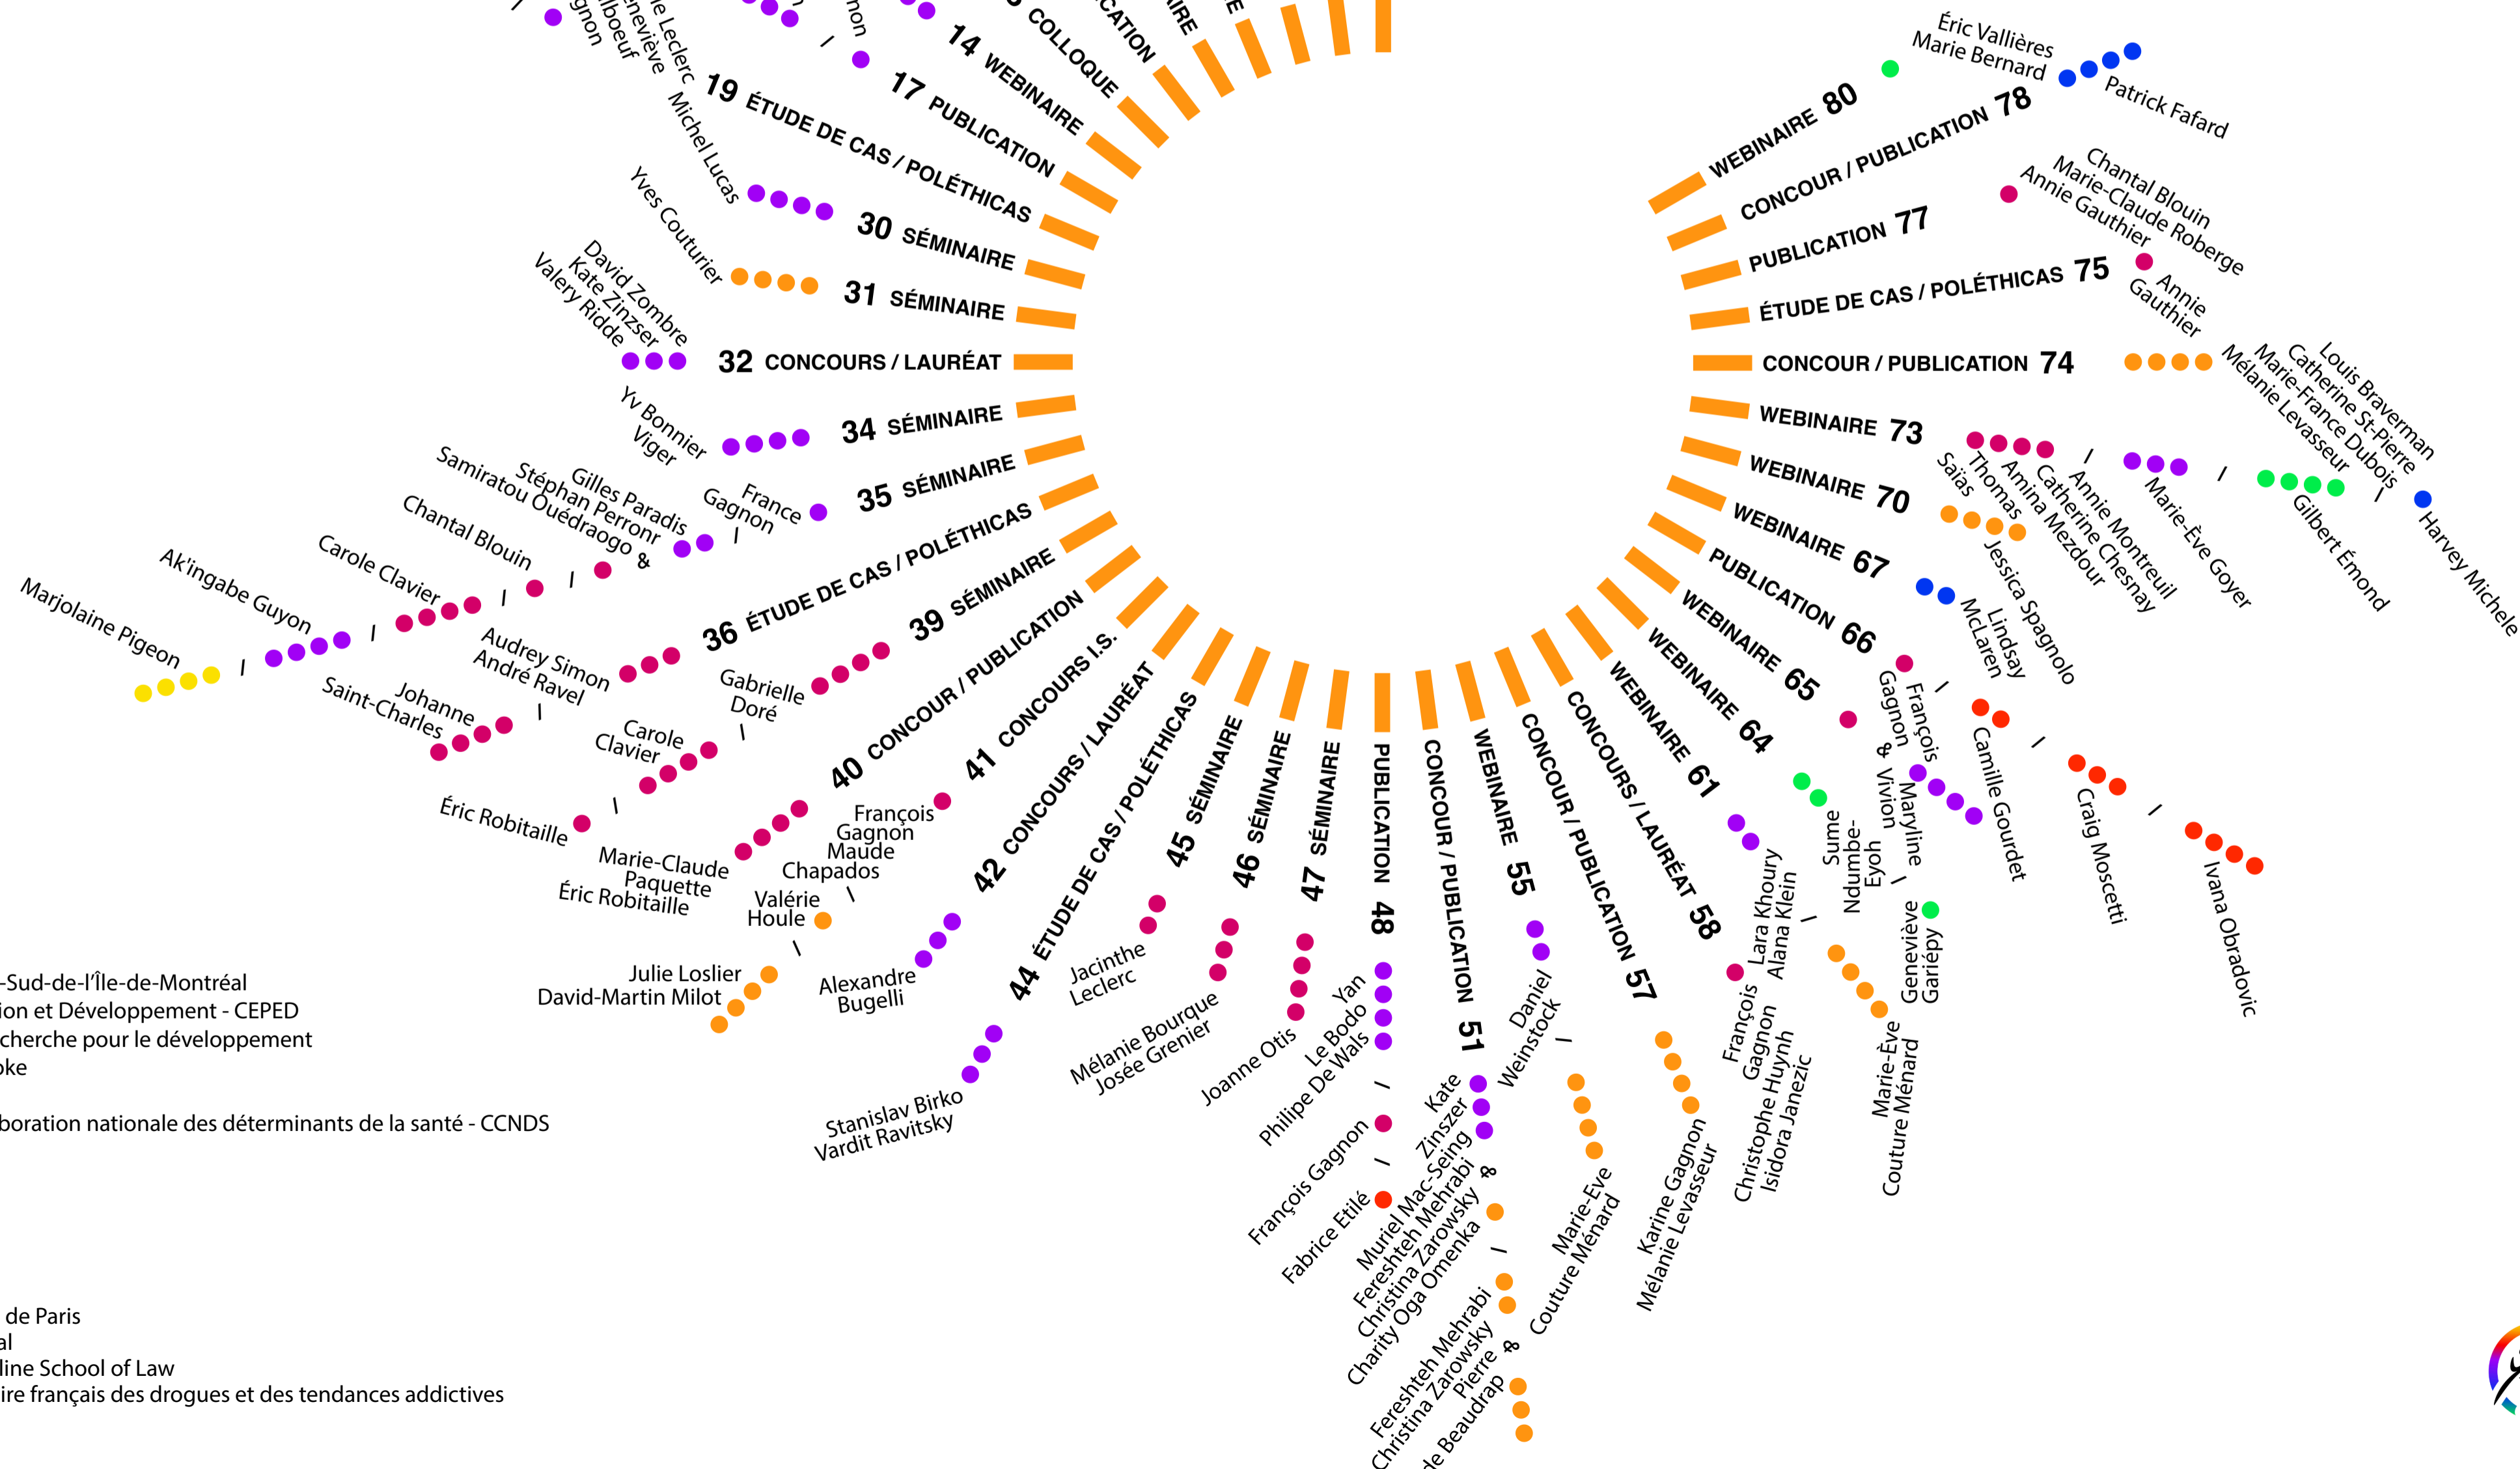 14 WEBINAIRE
COLLOQUE
17 PUBLICATION
19 ÉTUDE DE CAS / POLÉTHICAS
Michel Lucas
30 SÉMINAIRE
Yves Couturier
31 SÉMINAIRE
David Zombre
Kate Zinzser
Valery Ridde
32 CONCOURS / LAURÉAT
Yv Bonnier
Viger
34 SÉMINAIRE
35 SÉMINAIRE
France
Gagnon
/
Gilles Paradis
Stéphan Perronr
Samiratou Ouédraogo &
/
Chantal Blouin
/
Carole Clavier
/
Ak'ingabe Guyon
/
Marjolaine Pigeon
36 ÉTUDE DE CAS / POLÉTHICAS
Audrey Simon
André Ravel
/
Johanne
Saint-Charles
39 SÉMINAIRE
Gabrielle
Doré
/
Carole
Clavier
/
Éric Robitaille
40 CONCOUR / PUBLICATION
Marie-Claude
Paquette
Éric Robitaille
41 CONCOURS I.S.
François
Gagnon
Maude
Chapados
/
Valérie
Houle
/
Julie Loslier
David-Martin Milot
42 CONCOURS / LAURÉAT
Alexandre
Bugelli
44 ÉTUDE DE CAS / POLÉTHICAS
Stanislav Birko
Vardit Ravitsky
45 SÉMINAIRE
Jacinthe
Leclerc
46 SÉMINAIRE
Mélanie Bourque
Josée Grenier
47 SÉMINAIRE
Joanne Otis
PUBLICATION 48
Yan
Le Bodo
Philipe De Wals
/
François Gagnon
/
Fabrice Etilé
CONCOUR / PUBLICATION 51
Kate
Zinszer
Muriel Mac-Seing
Fereshteh Mehrabi &
Christina Zarowsky
Charity Oga Omenka
/
Fereshteh Mehrabi
Christina Zarowsky
Pierre &
de Beaudrap
WEBINAIRE 55
Daniel
Weinstock
/
Marie-Eve
Couture Ménard
CONCOUR / PUBLICATION 57
Karine Gagnon
Mélanie Levasseur
CONCOURS / LAURÉAT 58
François
Gagnon
Christophe Huynh
Isidora Janezic
WEBINAIRE 61
Lara Khoury
Alana Klein
/
Marie-Ève
Couture Ménard
WEBINAIRE 64
Sume
Ndumbe-
Eyoh
WEBINAIRE 65
François
Gagnon
&
Maryline
Vivion
/
Geneviève
Gariépy
PUBLICATION 66
/
Camille Gourdet
/
Craig Moscetti
/
Ivana Obradovic
WEBINAIRE 67
Lindsay
McLaren
WEBINAIRE 70
Jessica Spagnolo
WEBINAIRE 73
Saïas
Thomas
Amina Mezdour
Catherine Chesnay
Annie Montreuil
/
Marie-Ève Goyer
/
Gilbert Émond
/
Harvey Michele
CONCOUR / PUBLICATION 74
Louis Braverman
Catherine St-Pierre
Marie-France Dubois
Mélanie Levasseur
ÉTUDE DE CAS / POLÉTHICAS 75
Annie
Gauthier
PUBLICATION 77
Chantal Blouin
Marie-Claude Roberge
Annie Gauthier
CONCOUR / PUBLICATION 78
Patrick Fafard
WEBINAIRE 80
Éric Vallières
Marie Bernard
-Sud-de-l'Île-de-Montréal
ion et Développement - CEPED
cherche pour le développement
oke
boration nationale des déterminants de la santé - CCNDS
de Paris
al
line School of Law
ire français des drogues et des tendances addictives